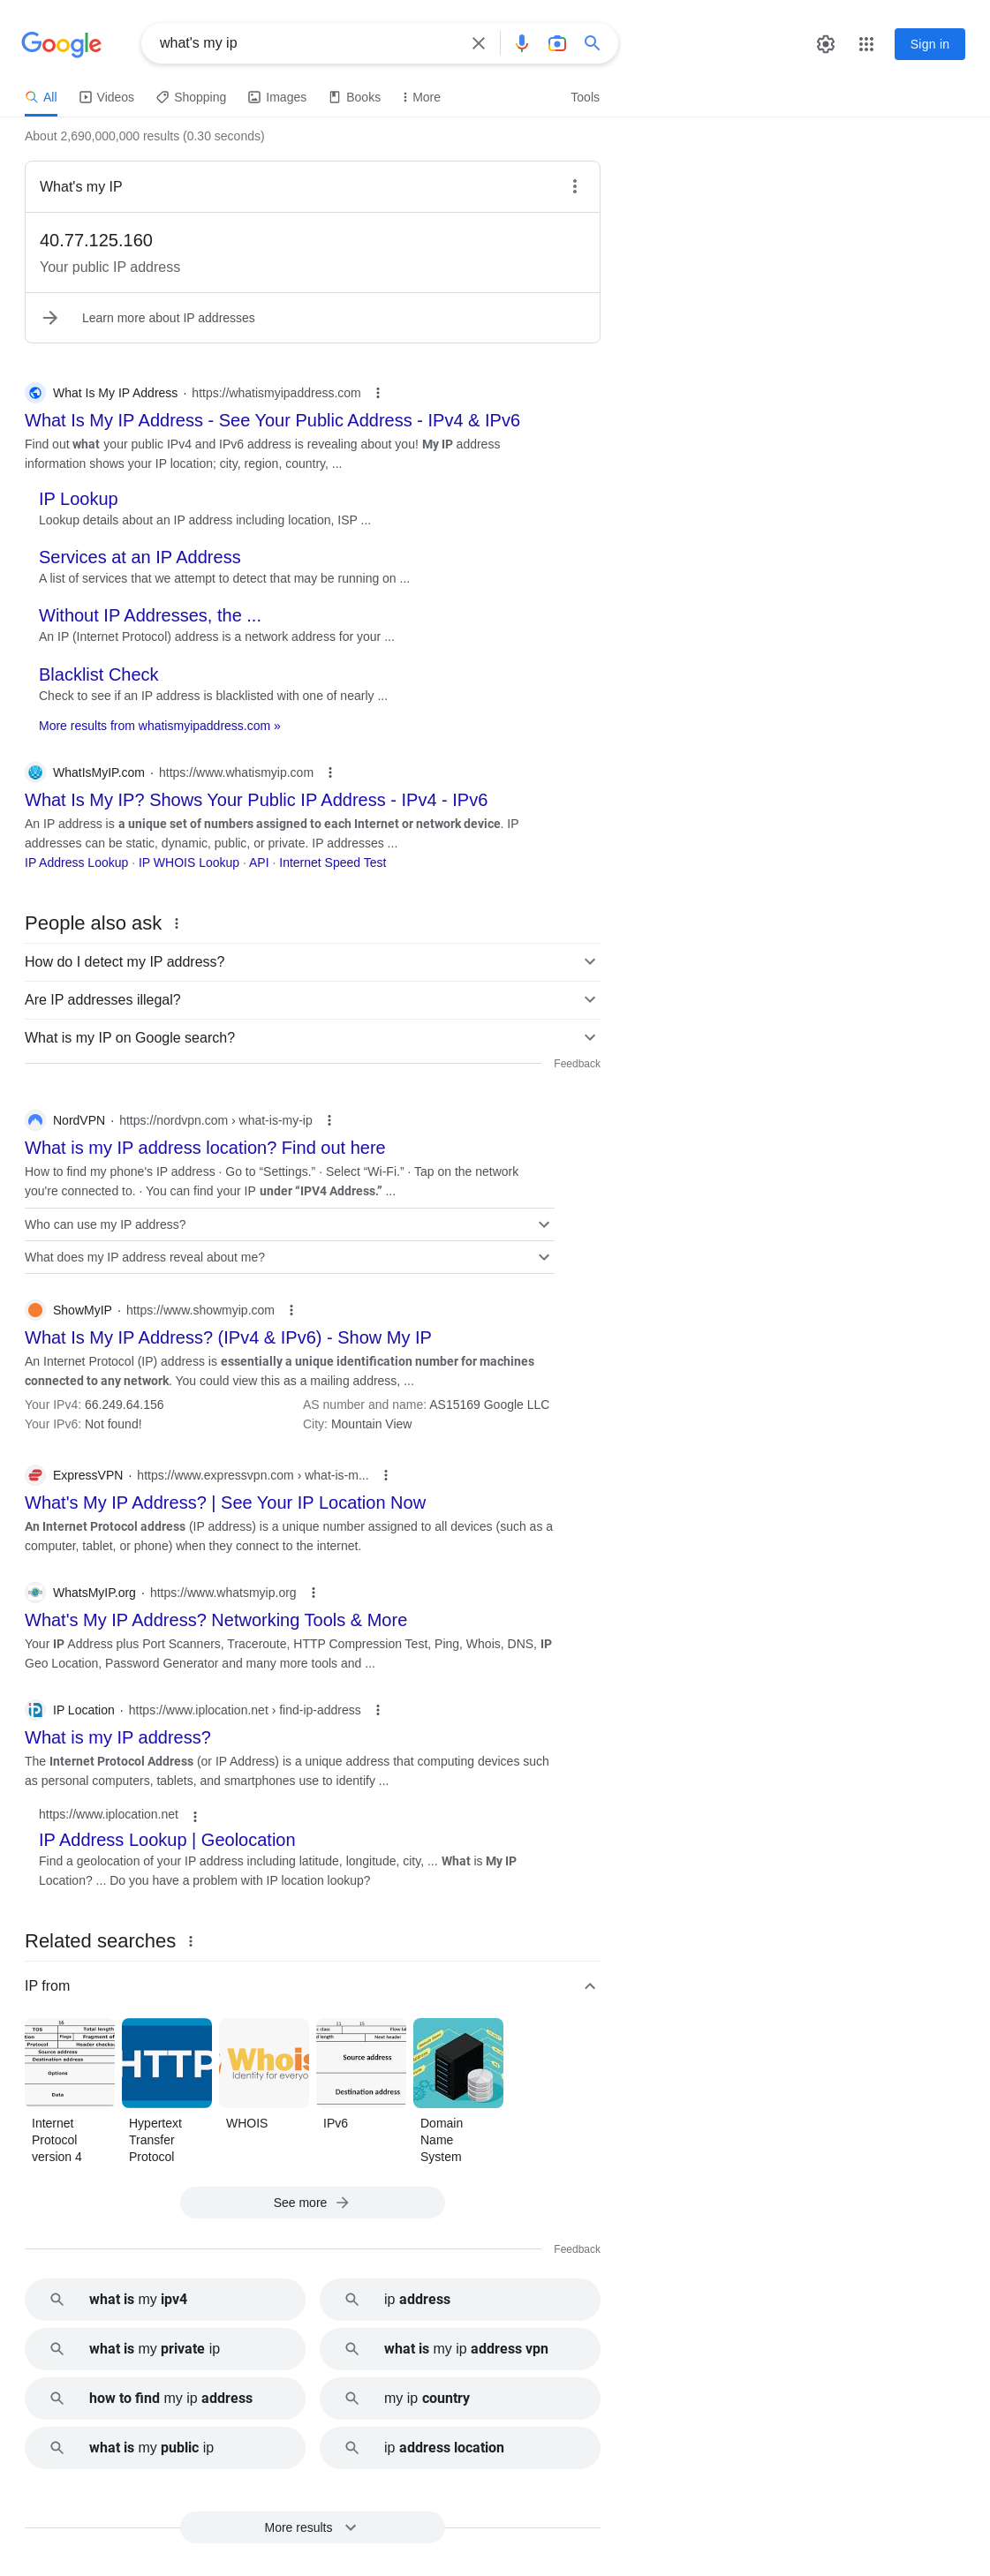 Google
what's my ip
Sign in
All
Videos
Shopping
Images
Books
More
Tools
About 2,690,000,000 results (0.30 seconds)
What's my IP
40.77.125.160
Your public IP address
Learn more about IP addresses
What Is My IP Address · https://whatismyipaddress.com
What Is My IP Address - See Your Public Address - IPv4 & IPv6
Find out what your public IPv4 and IPv6 address is revealing about you! My IP address
information shows your IP location; city, region, country, ...
IP Lookup
Lookup details about an IP address including location, ISP ...
Services at an IP Address
A list of services that we attempt to detect that may be running on ...
Without IP Addresses, the ...
An IP (Internet Protocol) address is a network address for your ...
Blacklist Check
Check to see if an IP address is blacklisted with one of nearly ...
More results from whatismyipaddress.com »
WhatIsMyIP.com · https://www.whatismyip.com
What Is My IP? Shows Your Public IP Address - IPv4 - IPv6
An IP address is a unique set of numbers assigned to each Internet or network device. IP
addresses can be static, dynamic, public, or private. IP addresses ...
IP Address Lookup · IP WHOIS Lookup · API · Internet Speed Test
People also ask
How do I detect my IP address?
Are IP addresses illegal?
What is my IP on Google search?
Feedback
NordVPN · https://nordvpn.com › what-is-my-ip
What is my IP address location? Find out here
How to find my phone's IP address · Go to “Settings.” · Select “Wi-Fi.” · Tap on the network
you're connected to. · You can find your IP under “IPV4 Address.” ...
Who can use my IP address?
What does my IP address reveal about me?
ShowMyIP · https://www.showmyip.com
What Is My IP Address? (IPv4 & IPv6) - Show My IP
An Internet Protocol (IP) address is essentially a unique identification number for machines
connected to any network. You could view this as a mailing address, ...
Your IPv4: 66.249.64.156
AS number and name: AS15169 Google LLC
Your IPv6: Not found!
City: Mountain View
ExpressVPN · https://www.expressvpn.com › what-is-m...
What's My IP Address? | See Your IP Location Now
An Internet Protocol address (IP address) is a unique number assigned to all devices (such as a
computer, tablet, or phone) when they connect to the internet.
WhatsMyIP.org · https://www.whatsmyip.org
What's My IP Address? Networking Tools & More
Your IP Address plus Port Scanners, Traceroute, HTTP Compression Test, Ping, Whois, DNS, IP
Geo Location, Password Generator and many more tools and ...
IP Location · https://www.iplocation.net › find-ip-address
What is my IP address?
The Internet Protocol Address (or IP Address) is a unique address that computing devices such
as personal computers, tablets, and smartphones use to identify ...
https://www.iplocation.net
IP Address Lookup | Geolocation
Find a geolocation of your IP address including latitude, longitude, city, ... What is My IP
Location? ... Do you have a problem with IP location lookup?
Related searches
IP from
16
TOS Total length
Flags Fragment of
Protocol Header checksu
Source address
Destination address
Options
Data
HTTP
Whois
Identity for everyo
Source address
Destination address
Internet
Protocol
version 4
Hypertext
Transfer
Protocol
WHOIS
IPv6
Domain
Name
System
See more
Feedback
what is my ipv4
ip address
what is my private ip
what is my ip address vpn
how to find my ip address
my ip country
what is my public ip
ip address location
More results